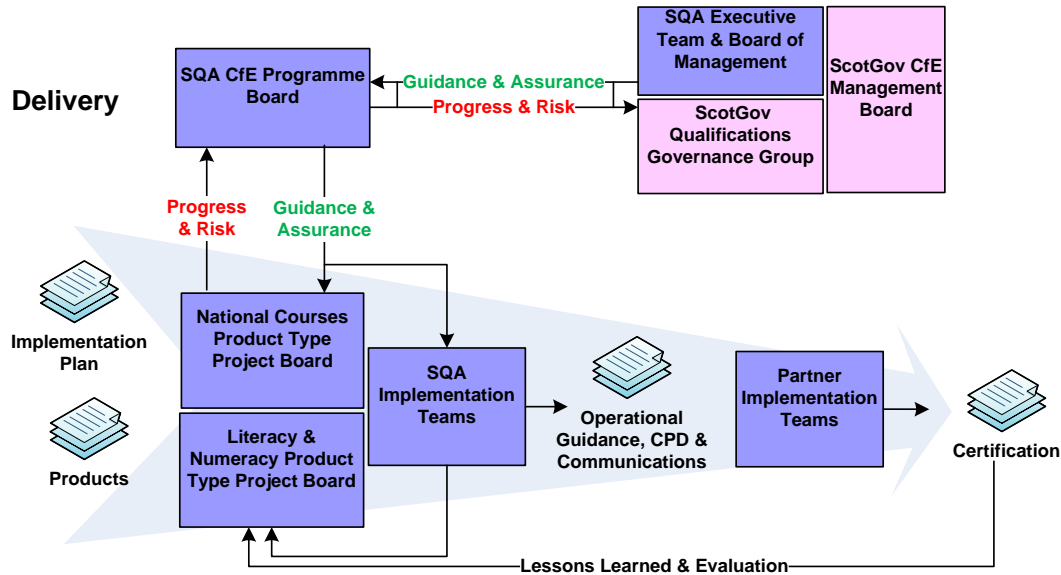 Delivery
SQA CfE Programme
Board
Guidance & Assurance
Progress & Risk
SQA Executive
Team & Board of
Management
ScotGov
Qualifications
Governance Group
ScotGov CfE
Management
Board
Progress
& Risk
Guidance &
Assurance
Implementation
Plan
Products
National Courses
Product Type
Project Board
Literacy &
Numeracy Product
Type Project Board
SQA
Implementation
Teams
Operational
Guidance, CPD &
Communications
Partner
Implementation
Teams
Certification
Lessons Learned & Evaluation